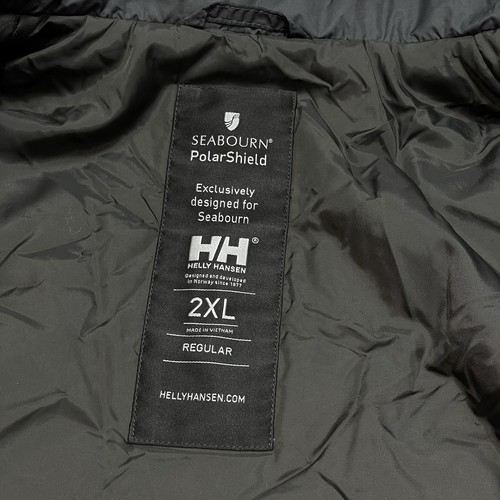 SEABOURN®
PolarShield
Exclusively
designed for
Seabourn
HH®
HELLY HANSEN
Designed and developed
in Norway since 1877
2XL
MADE IN VIETNAM
REGULAR
HELLYHANSEN.COM